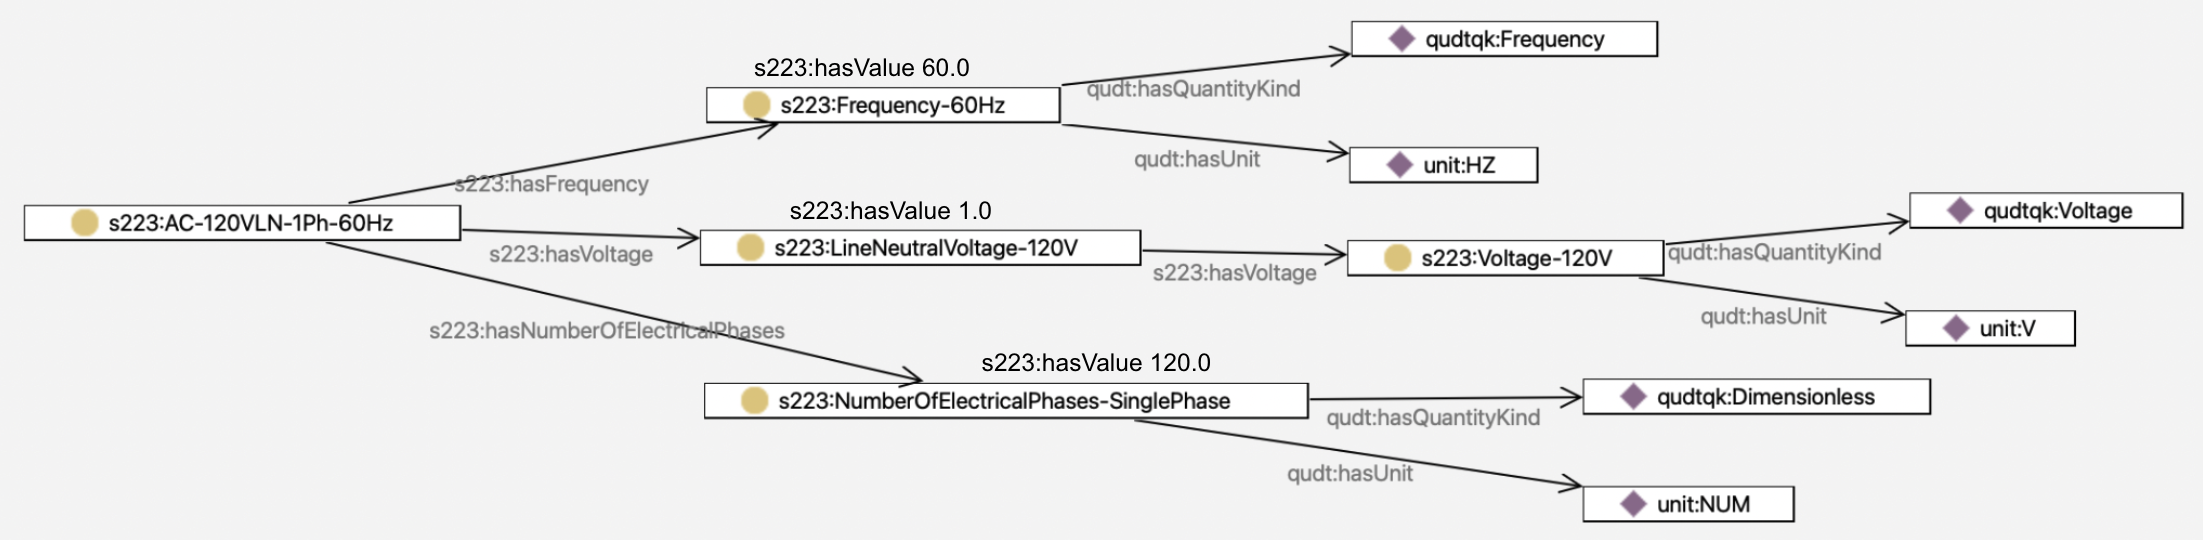 s223:hasValue 60.0
qudtqk:Frequency
qudt:hasQuantityKind
s223:Frequency-60Hz
qudt:hasUnit
unit:HZ
s223:hasFrequency
s223:AC-120VLN-1Ph-60Hz
s223:hasValue 1.0
s223:hasVoltage
s223:LineNeutralVoltage-120V
s223:hasVoltage
s223:Voltage-120V
qudtqk:Voltage
qudt:hasQuantityKind
qudt:hasUnit
unit:V
s223:hasNumberOfElectricalPhases
s223:hasValue 120.0
s223:NumberOfElectricalPhases-SinglePhase
qudtqk:Dimensionless
qudt:hasQuantityKind
qudt:hasUnit
unit:NUM